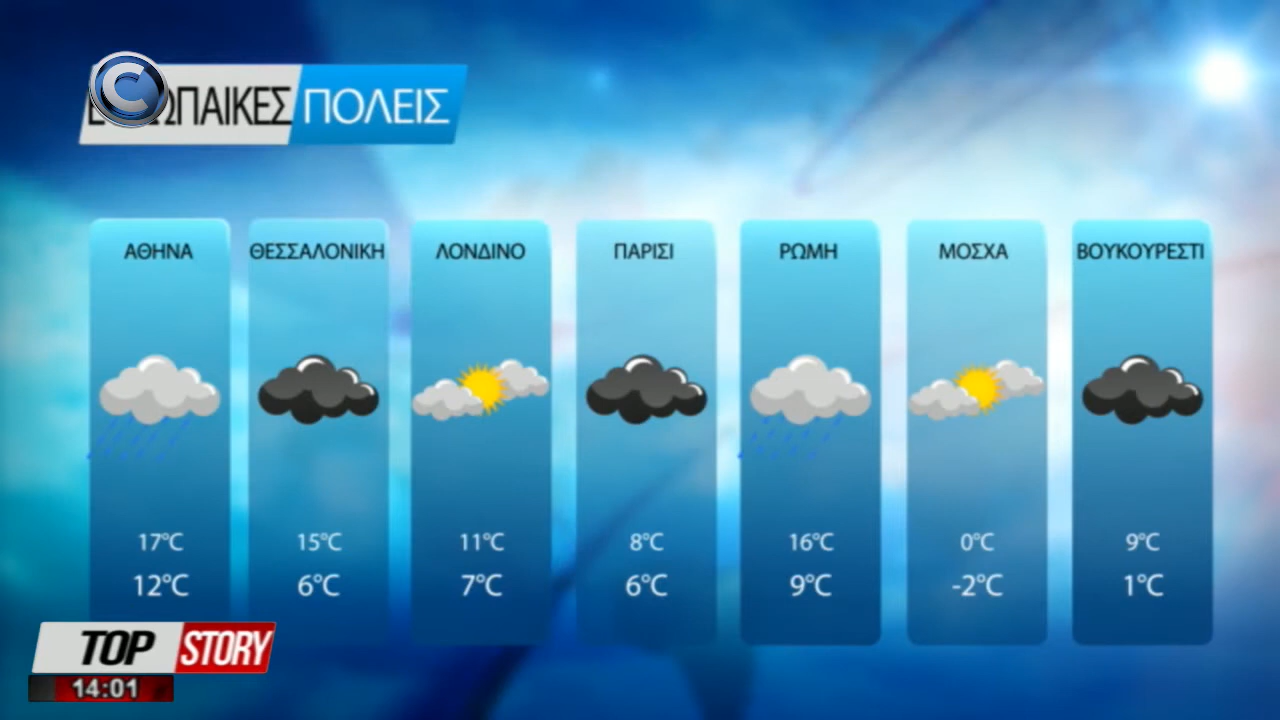 ΠΟΛΕΙΣ
ΑΘΗΝΑ ΘΕΣΣΑΛΟΝΙΚΗ ΛΟΝΔΙΝΟ ΠΑΡΙΣΙ ΡΩΜΗ ΜΟΣΧΑ ΒΟΥΚΟΥΡΕΣΤΙ
17°C 15°C 11°C 8°C 16°C 0°C 9°C
12°C 6°C 7°C 6°C 9°C -2°C 1°C
TOP STORY
14:01